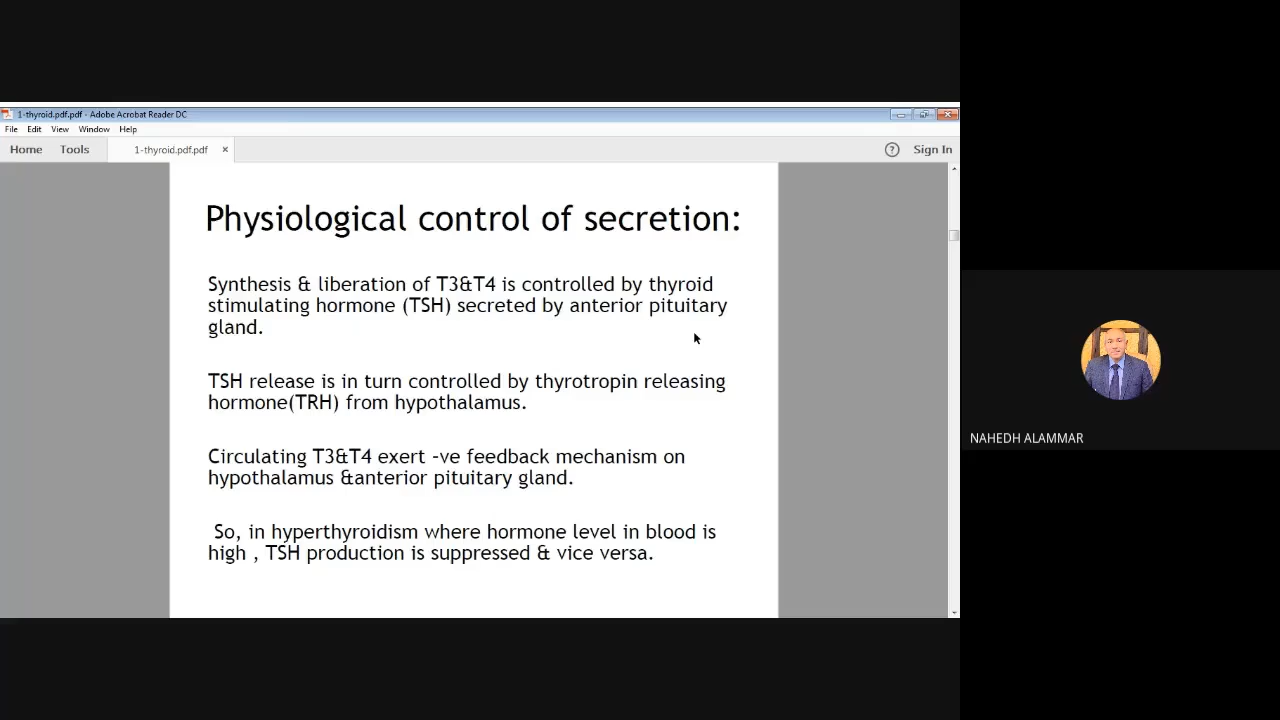 1-thyroid.pdf.pdf - Adobe Acrobat Reader DC
File Edit View Window Help
Home Tools 1-thyroid.pdf.pdf x ? Sign In
Physiological control of secretion:
Synthesis & liberation of T3&T4 is controlled by thyroid
stimulating hormone (TSH) secreted by anterior pituitary
gland.
TSH release is in turn controlled by thyrotropin releasing
hormone(TRH) from hypothalamus.
Circulating T3&T4 exert -ve feedback mechanism on
hypothalamus &anterior pituitary gland.
So, in hyperthyroidism where hormone level in blood is
high , TSH production is suppressed & vice versa.
NAHEDH ALAMMAR